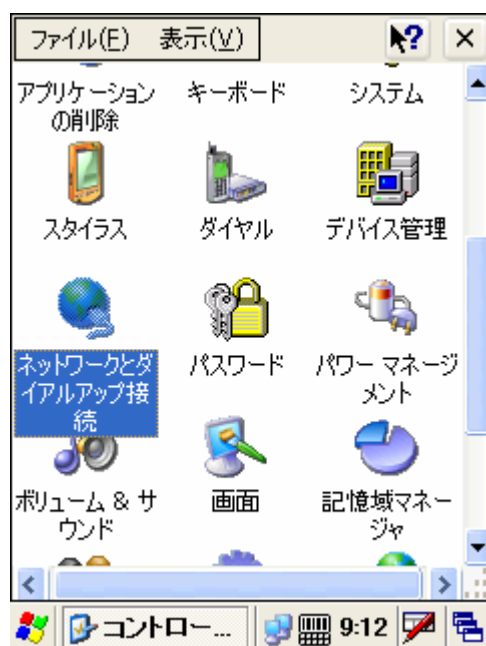 ファイル(F) 表示(V)
アプリケーション
の削除
キーボード
システム
スタイラス
ダイヤル
デバイス管理
ネットワークとダ
イアルアップ接
続
パスワード
パワー マネージ
メント
ボリューム & サ
ウンド
画面
記憶域マネー
ジャ
コントロー... 9:12